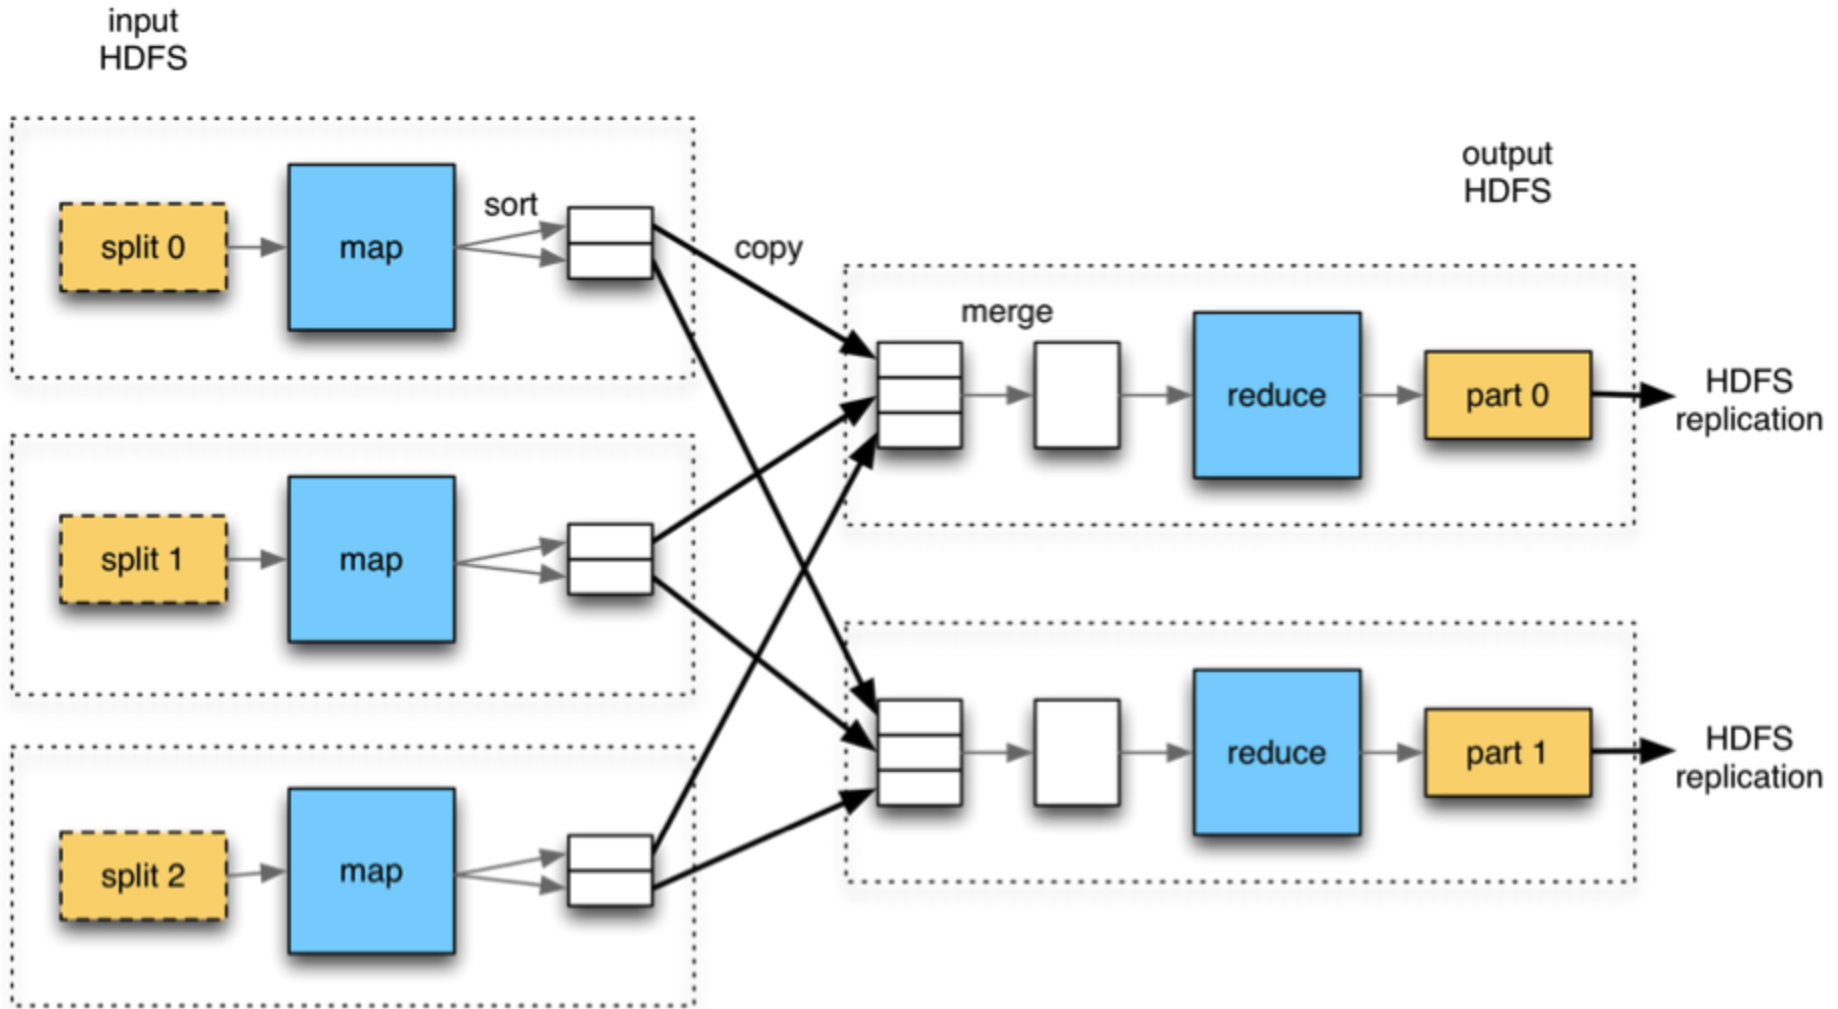 input
HDFS
output
HDFS
split 0
map
sort
copy
merge
reduce
part 0
HDFS
replication
split 1
map
reduce
part 1
HDFS
replication
split 2
map